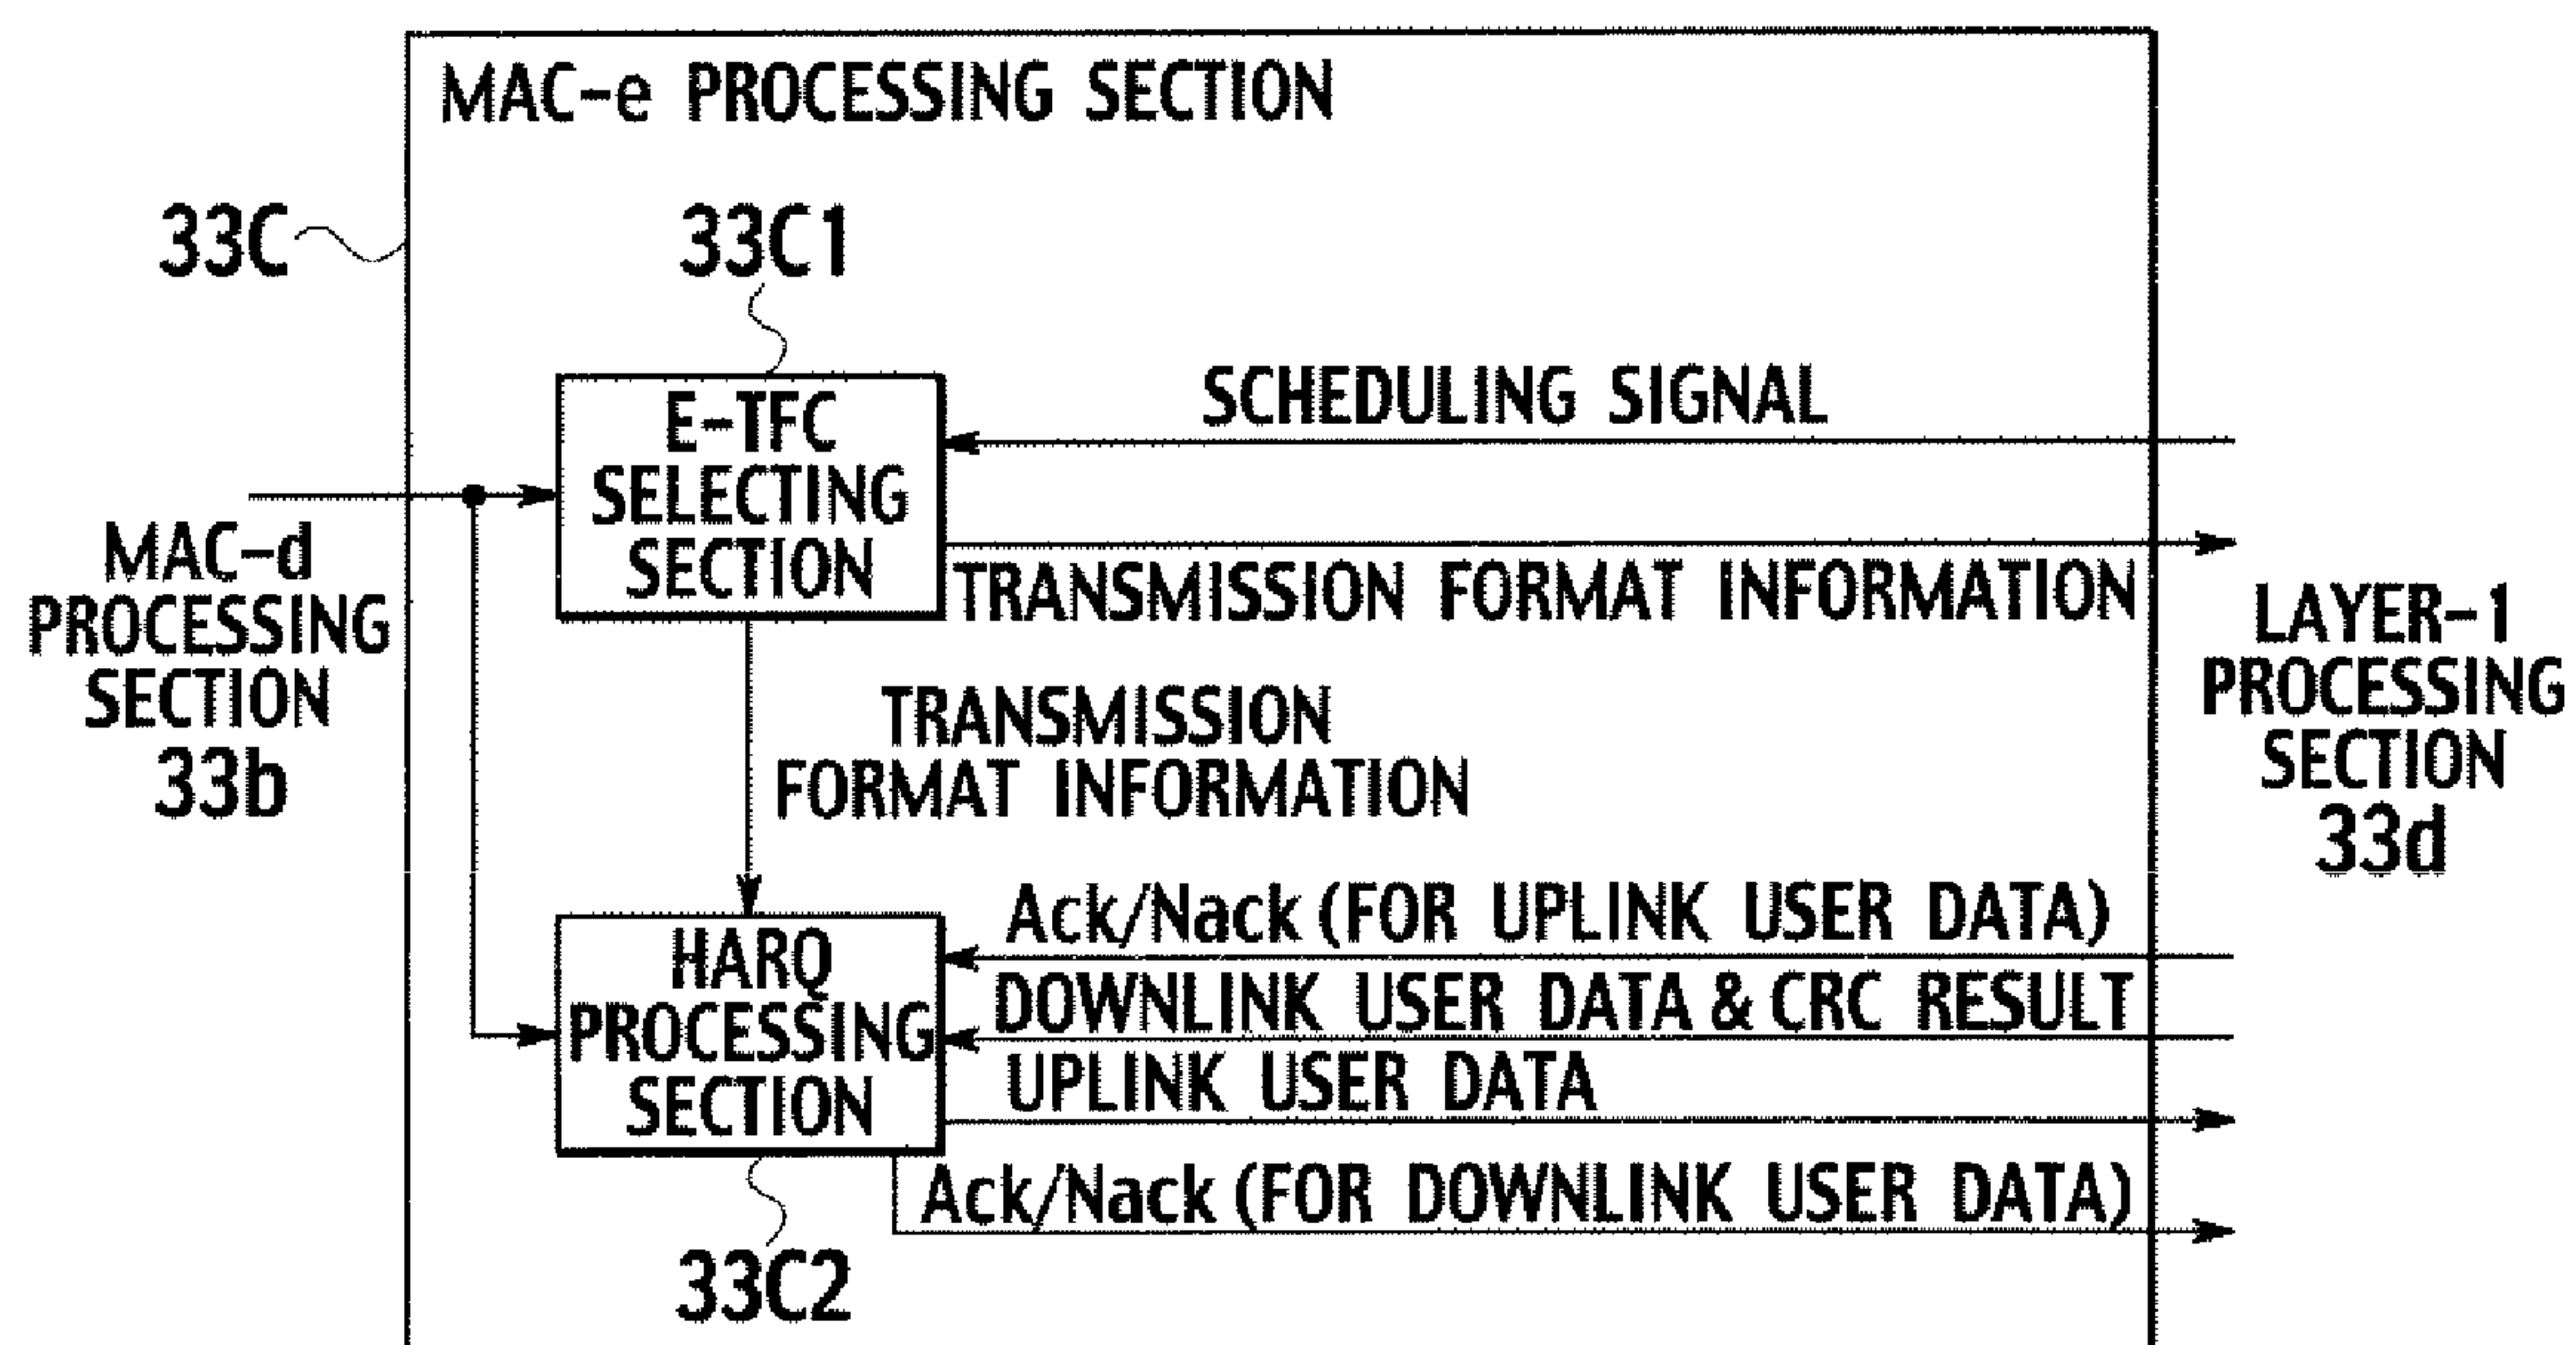 MAC-e PROCESSING SECTION
33C
33C1
E-TFC
SELECTING
SECTION
SCHEDULING SIGNAL
TRANSMISSION FORMAT INFORMATION
MAC-d
PROCESSING
SECTION
33b
LAYER-1
PROCESSING
SECTION
33d
TRANSMISSION
FORMAT INFORMATION
HARQ
PROCESSING
SECTION
Ack/Nack (FOR UPLINK USER DATA)
DOWNLINK USER DATA & CRC RESULT
UPLINK USER DATA
Ack/Nack (FOR DOWNLINK USER DATA)
33C2